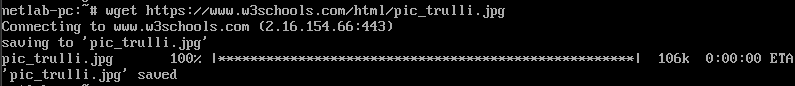 netlab-pc:~# wget https://www.w3schools.com/html/pic_trulli.jpg
Connecting to www.w3schools.com (2.16.154.66:443)
saving to 'pic_trulli.jpg'
pic_trulli.jpg       100% |****************************************************| 106k  0:00:00 ETA
'pic_trulli.jpg' saved